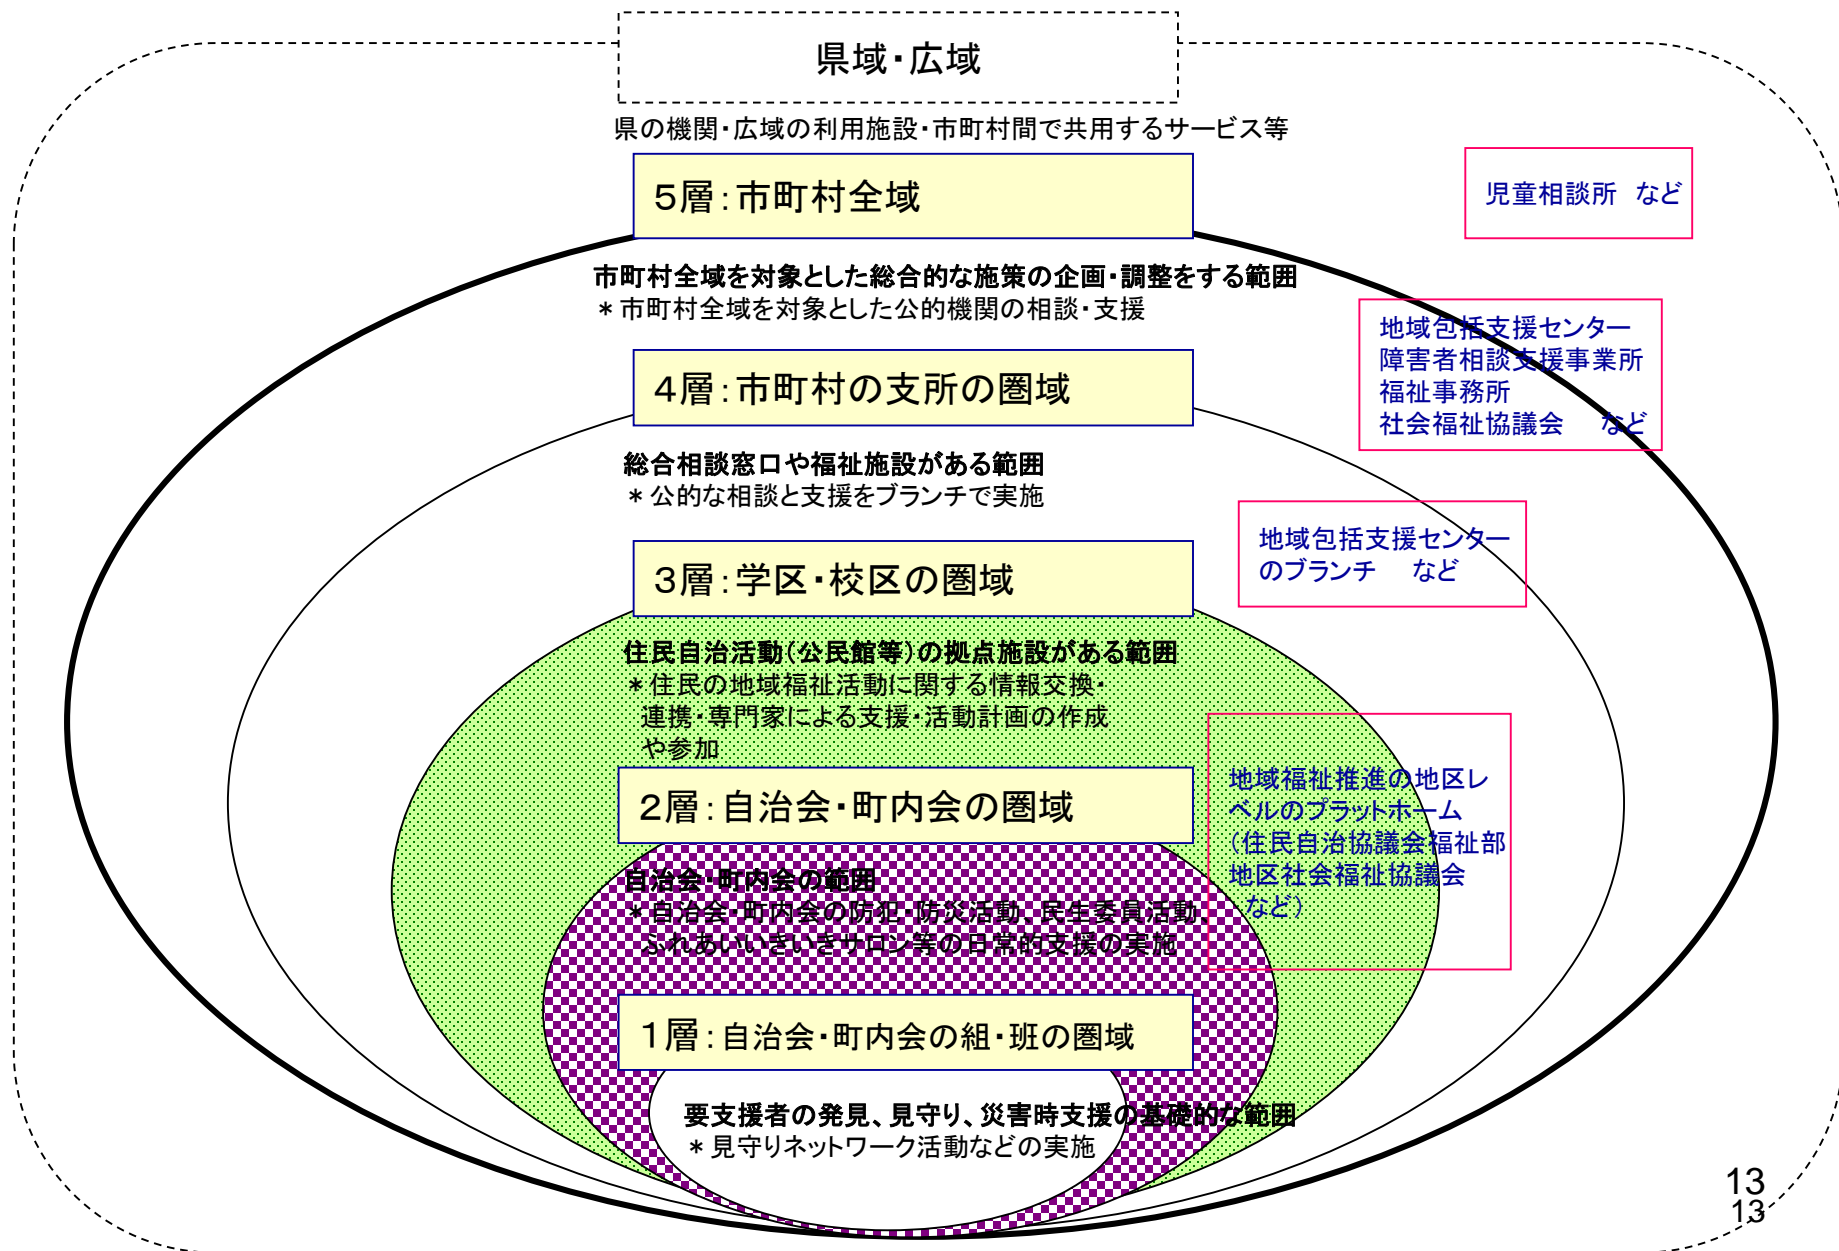 県域・広域
県の機関・広域の利用施設・市町村間で共用するサービス等
5層：市町村全域
児童相談所　など
市町村全域を対象とした総合的な施策の企画・調整をする範囲
＊市町村全域を対象とした公的機関の相談・支援
地域包括支援センター
障害者相談支援事業所
福祉事務所
社会福祉協議会　など
4層：市町村の支所の圏域
総合相談窓口や福祉施設がある範囲
＊公的な相談と支援をブランチで実施
地域包括支援センター
のブランチ　など
3層：学区・校区の圏域
住民自治活動（公民館等）の拠点施設がある範囲
＊住民の地域福祉活動に関する情報交換・
連携・専門家による支援・活動計画の作成
や参加
地域福祉推進の地区レ
ベルのプラットホーム
（住民自治協議会福祉部
地区社会福祉協議会
など）
2層：自治会・町内会の圏域
自治会・町内会の範囲
＊自治会・町内会の防犯・防災活動、民生委員活動
ふれあいいきいきサロン等の日常的支援の実施
1層：自治会・町内会の組・班の圏域
要支援者の発見、見守り、災害時支援の基礎的な範囲
＊見守りネットワーク活動などの実施
13
13